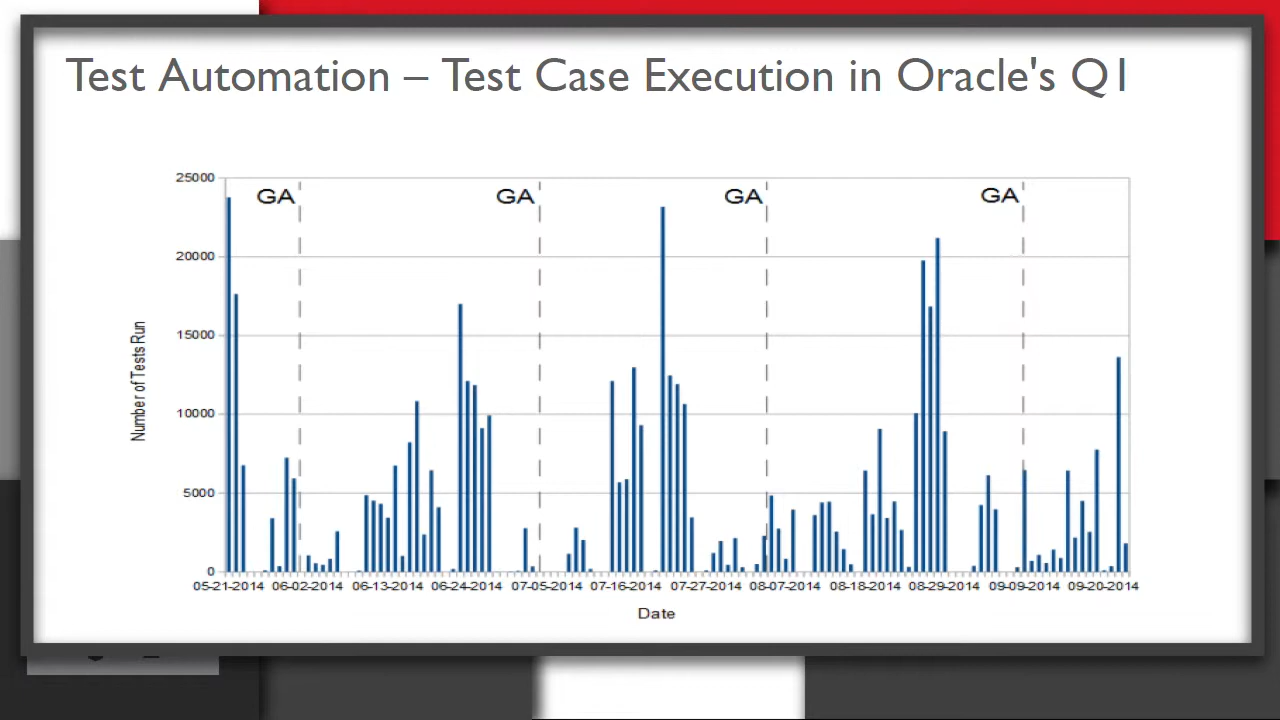 Test Automation – Test Case Execution in Oracle's Q1
25000
GA GA GA GA
20000
15000
10000
5000
0
Number of Tests Run
05-21-2014 06-02-2014 06-13-2014 06-24-2014 07-05-2014 07-16-2014 07-27-2014 08-07-2014 08-18-2014 08-29-2014 09-09-2014 09-20-2014
Date